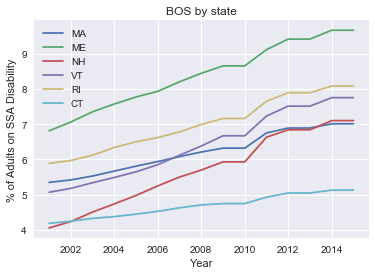 BOS by state
% of Adults on SSA Disability
9
8
7
6
5
4
MA
ME
NH
VT
RI
CT
2002 2004 2006 2008 2010 2012 2014
Year